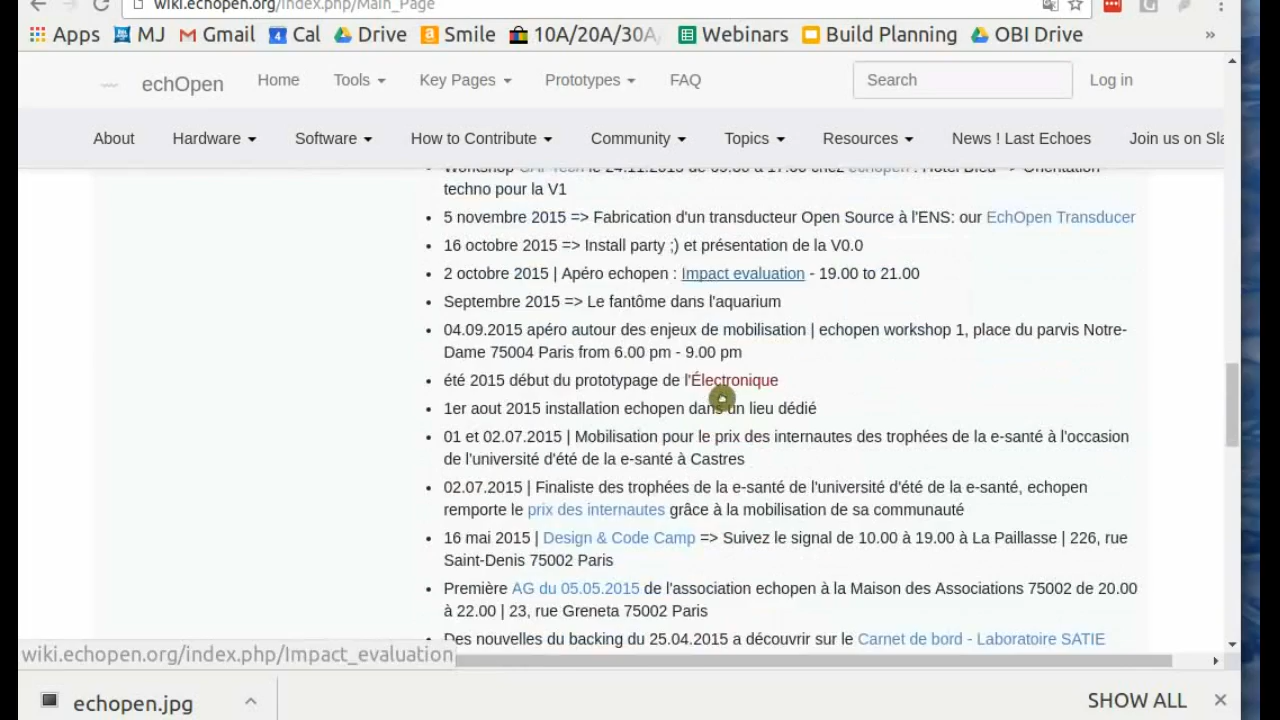 wiki.echopen.org/index.php/Main_Page
Apps MJ Gmail 4 Cal Drive Smile 10A/20A/30A/ Webinars Build Planning OBI Drive »
echOpen Home Tools Key Pages Prototypes FAQ Search Log in
About Hardware Software How to Contribute Community Topics Resources News ! Last Echoes Join us on Sla
techno pour la V1
5 novembre 2015 => Fabrication d'un transducteur Open Source à l'ENS: our EchOpen Transducer
16 octobre 2015 => Install party ;) et présentation de la V0.0
2 octobre 2015 | Apéro echopen : Impact evaluation - 19.00 to 21.00
Septembre 2015 => Le fantôme dans l'aquarium
04.09.2015 apéro autour des enjeux de mobilisation | echopen workshop 1, place du parvis Notre-
Dame 75004 Paris from 6.00 pm - 9.00 pm
été 2015 début du prototypage de l'Électronique
1er aout 2015 installation echopen dans un lieu dédié
01 et 02.07.2015 | Mobilisation pour le prix des internautes des trophées de la e-santé à l'occasion
de l'université d'été de la e-santé à Castres
02.07.2015 | Finaliste des trophées de la e-santé de l'université d'été de la e-santé, echopen
remporte le prix des internautes grâce à la mobilisation de sa communauté
16 mai 2015 | Design & Code Camp => Suivez le signal de 10.00 à 19.00 à La Paillasse | 226, rue
Saint-Denis 75002 Paris
Première AG du 05.05.2015 de l'association echopen à la Maison des Associations 75002 de 20.00
à 22.00 | 23, rue Greneta 75002 Paris
Des nouvelles du backing du 25.04.2015 a découvrir sur le Carnet de bord - Laboratoire SATIE
wiki.echopen.org/index.php/Impact_evaluation
echopen.jpg SHOW ALL